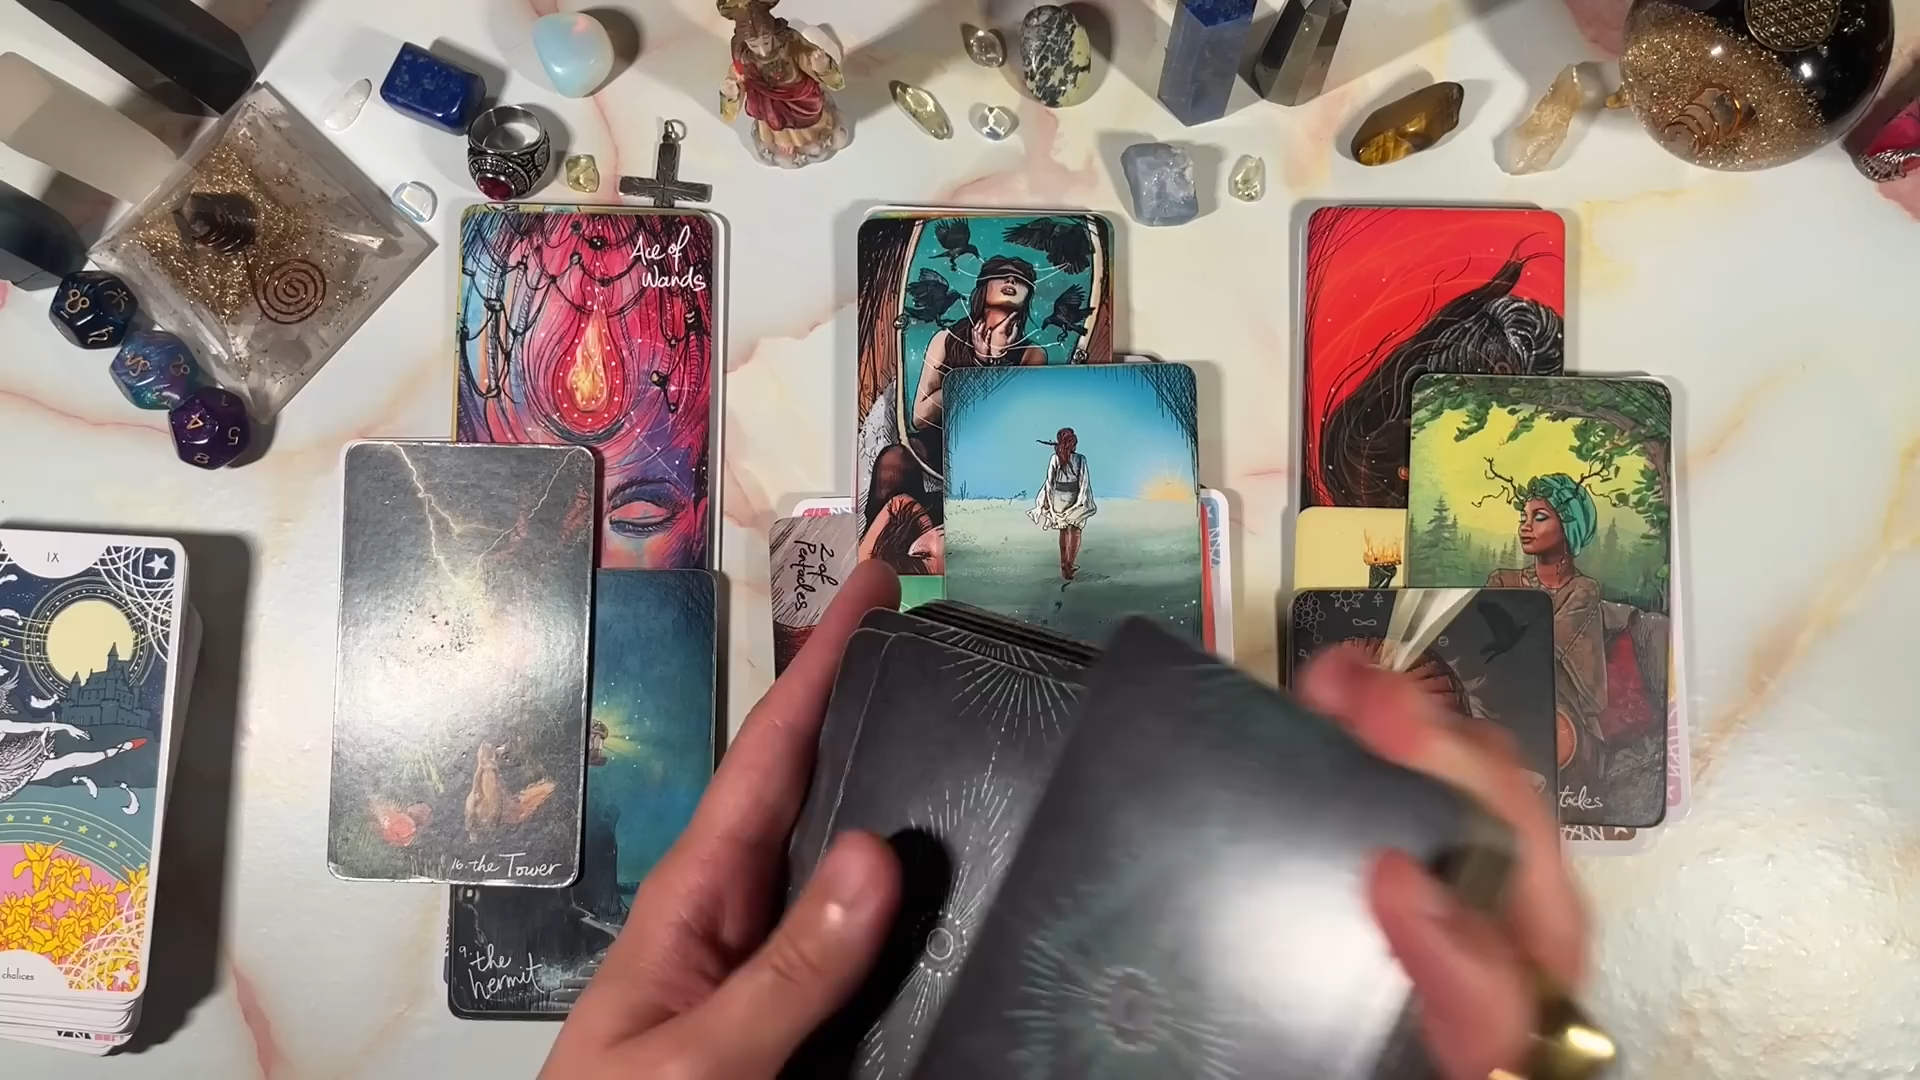 Ace of
Wands
2 of
Pentacles
IX
16. the Tower
9. the
hermit
chalices